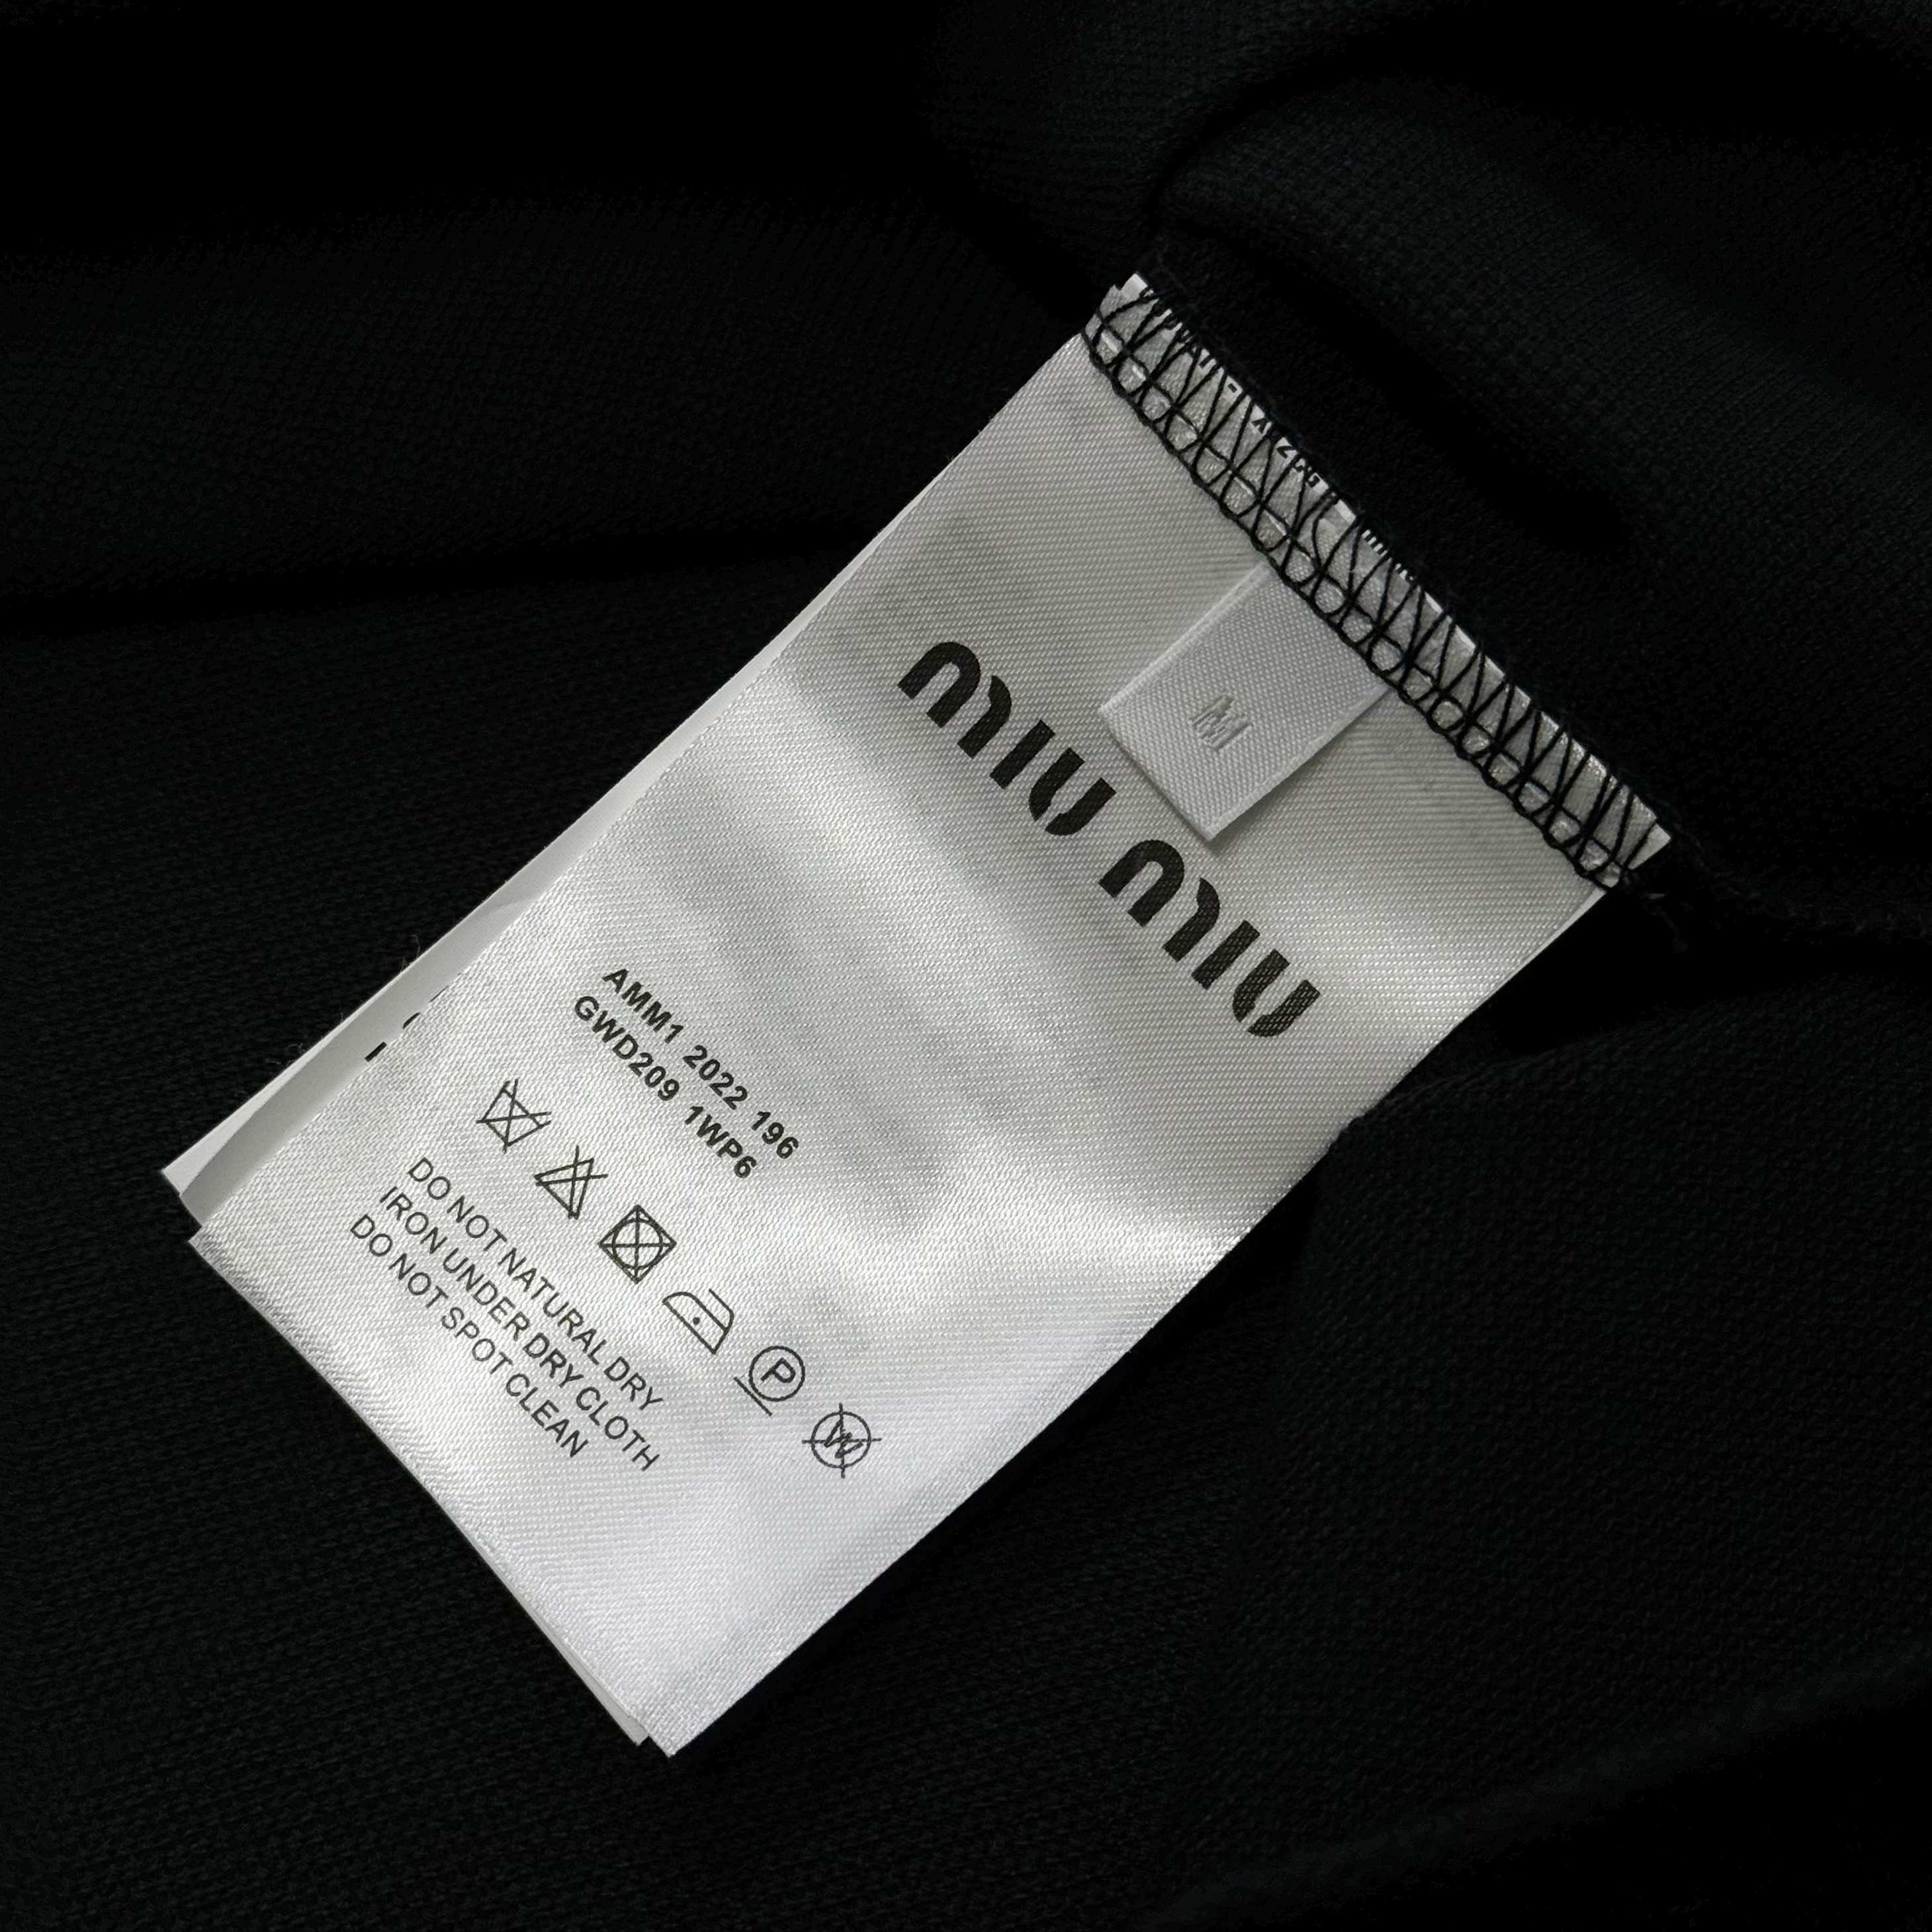 M
miu miu
AMM1 2022 196
GWD209 1WP6
P
W
DO NOT NATURAL DRY
IRON UNDER DRY CLOTH
DO NOT SPOT CLEAN